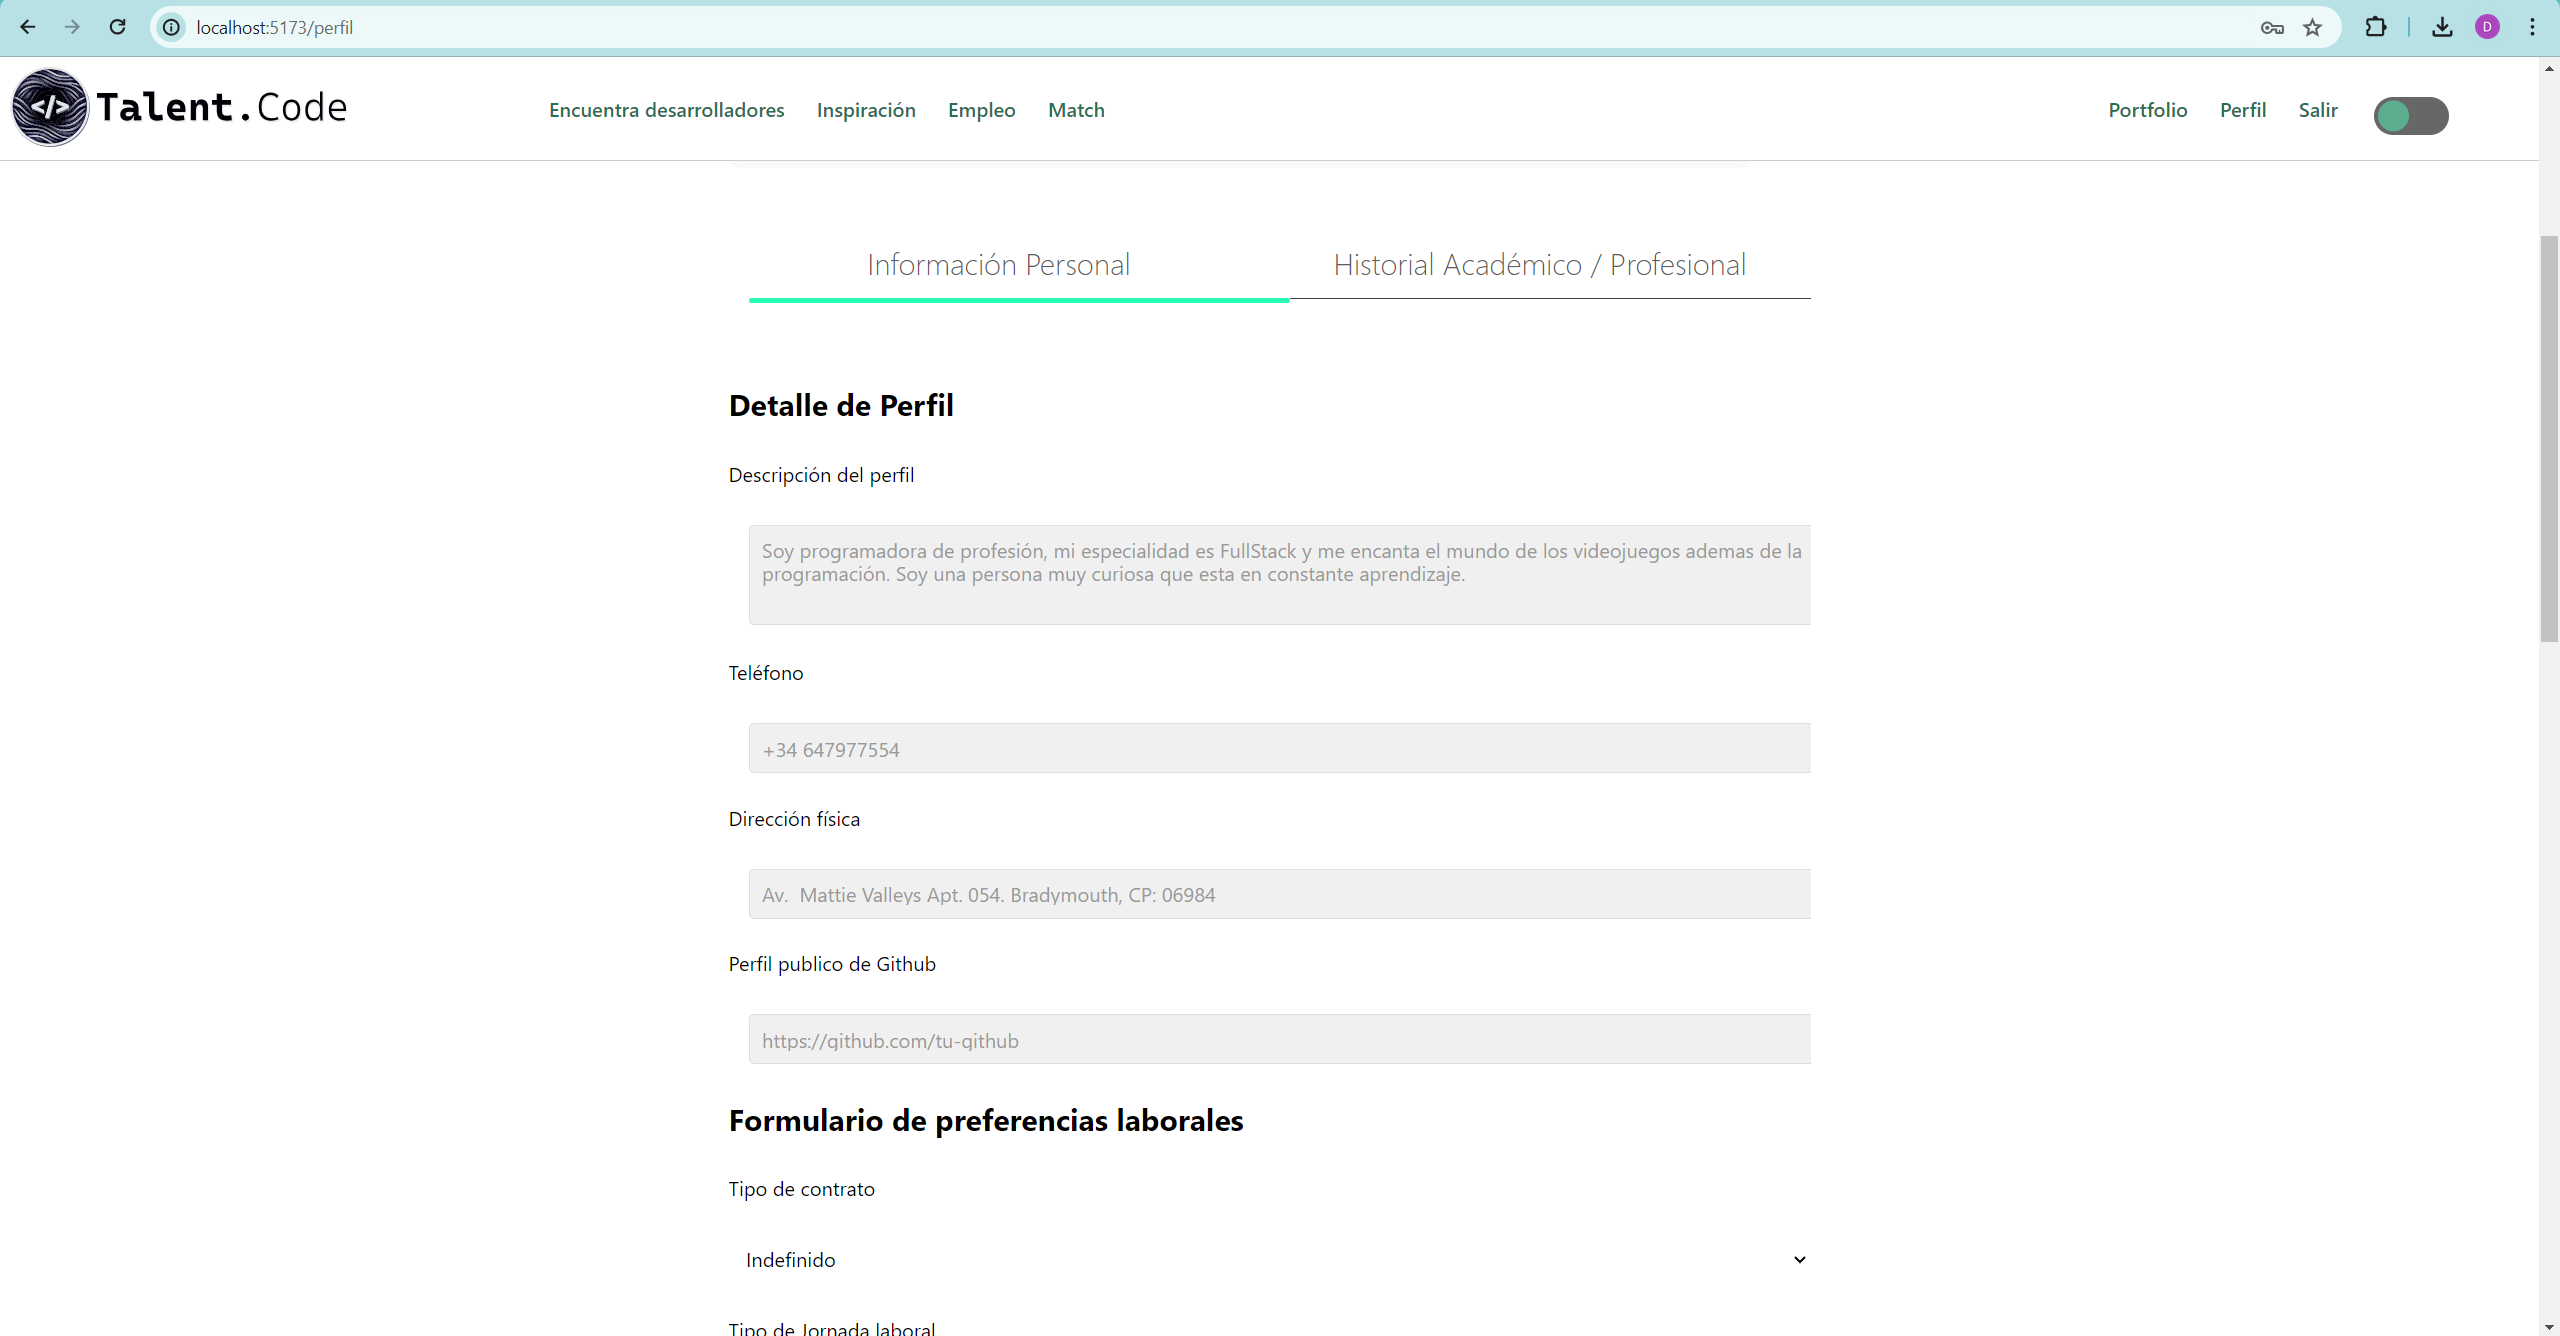 localhost:5173/perfil
D
</> Talent.Code
Encuentra desarrolladores Inspiración Empleo Match
Portfolio Perfil Salir
Información Personal
Historial Académico / Profesional
Detalle de Perfil
Descripción del perfil
Soy programadora de profesión, mi especialidad es FullStack y me encanta el mundo de los videojuegos ademas de la
programación. Soy una persona muy curiosa que esta en constante aprendizaje.
Teléfono
+34 647977554
Dirección física
Av.  Mattie Valleys Apt. 054. Bradymouth, CP: 06984
Perfil publico de Github
https://github.com/tu-github
Formulario de preferencias laborales
Tipo de contrato
Indefinido
Tipo de Jornada laboral